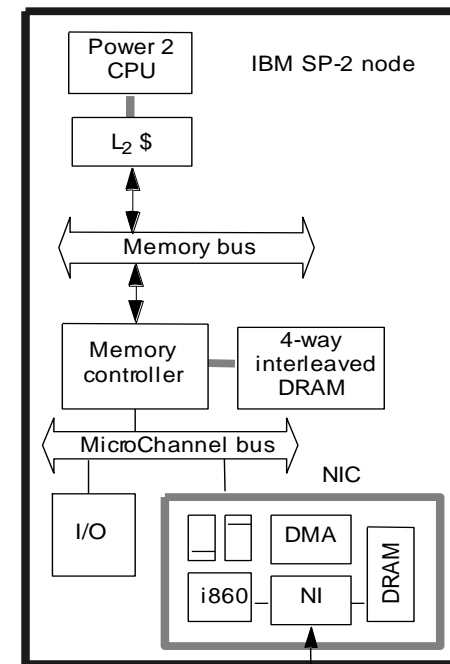 Power 2
CPU
IBM SP-2 node
L2 $
Memory bus
Memory
controller
4-way
interleaved
DRAM
MicroChannel bus
NIC
I/O
DMA
DRAM
i860
NI